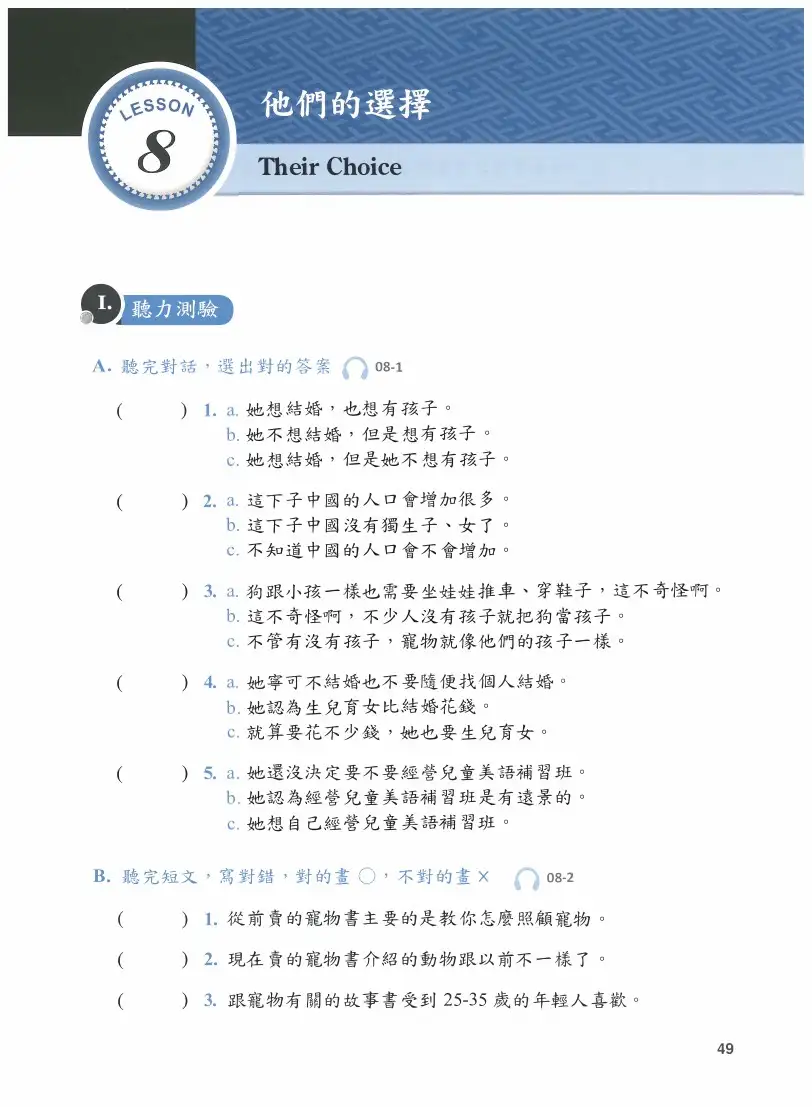 LESSON
8
他們的選擇
Their Choice
I. 聽力測驗
A. 聽完對話，選出對的答案 08-1
(  ) 1. a. 她想結婚，也想有孩子。
b. 她不想結婚，但是想有孩子。
c. 她想結婚，但是她不想有孩子。
(  ) 2. a. 這下子中國的人口會增加很多。
b. 這下子中國沒有獨生子、女了。
c. 不知道中國的人口會不會增加。
(  ) 3. a. 狗跟小孩一樣也需要坐娃娃推車、穿鞋子，這不奇怪啊。
b. 這不奇怪啊，不少人沒有孩子就把狗當孩子。
c. 不管有沒有孩子，寵物就像他們的孩子一樣。
(  ) 4. a. 她寧可不結婚也不要隨便找個人結婚。
b. 她認為生兒育女比結婚花錢。
c. 就算要花不少錢，她也要生兒育女。
(  ) 5. a. 她還沒決定要不要經營兒童美語補習班。
b. 她認為經營兒童美語補習班是有遠景的。
c. 她想自己經營兒童美語補習班。
B. 聽完短文，寫對錯，對的畫○，不對的畫× 08-2
(  ) 1. 從前賣的寵物書主要的是教你怎麼照顧寵物。
(  ) 2. 現在賣的寵物書介紹的動物跟以前不一樣了。
(  ) 3. 跟寵物有關的故事書受到 25-35 歲的年輕人喜歡。
49